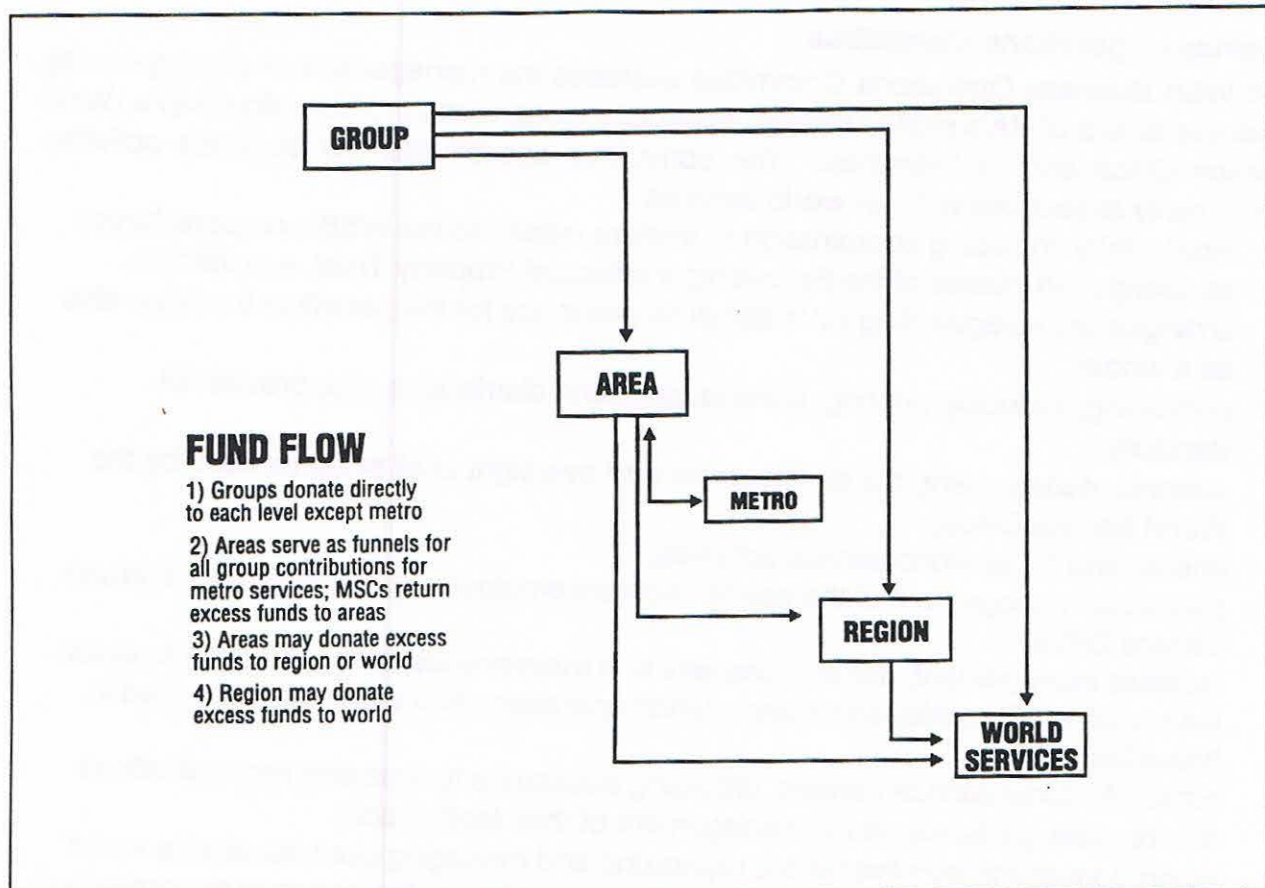 GROUP
AREA
FUND FLOW
1) Groups donate directly
to each level except metro
2) Areas serve as funnels for
all group contributions for
metro services; MSCs return
excess funds to areas
3) Areas may donate excess
funds to region or world
4) Region may donate
excess funds to world
METRO
REGION
WORLD
SERVICES